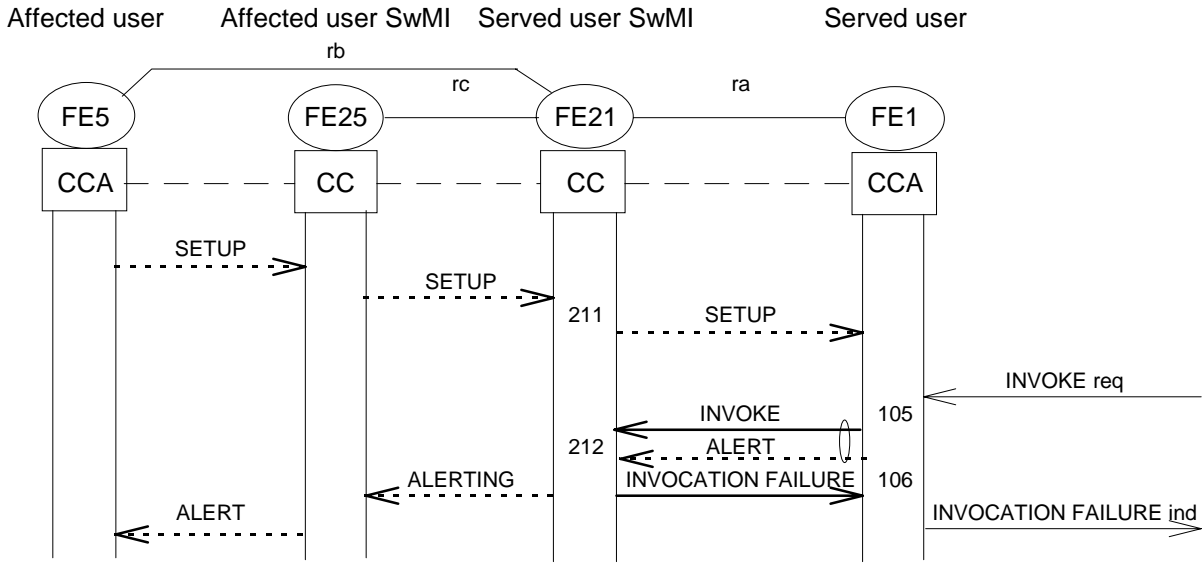 Affected user Affected user SwMI Served user SwMI Served user
rb
rc ra
FE5 FE25 FE21 FE1
CCA CC CC CCA
SETUP
SETUP
211 SETUP
INVOKE req
INVOKE 105
212 ALERT
ALERTING INVOCATION FAILURE 106
ALERT INVOCATION FAILURE ind